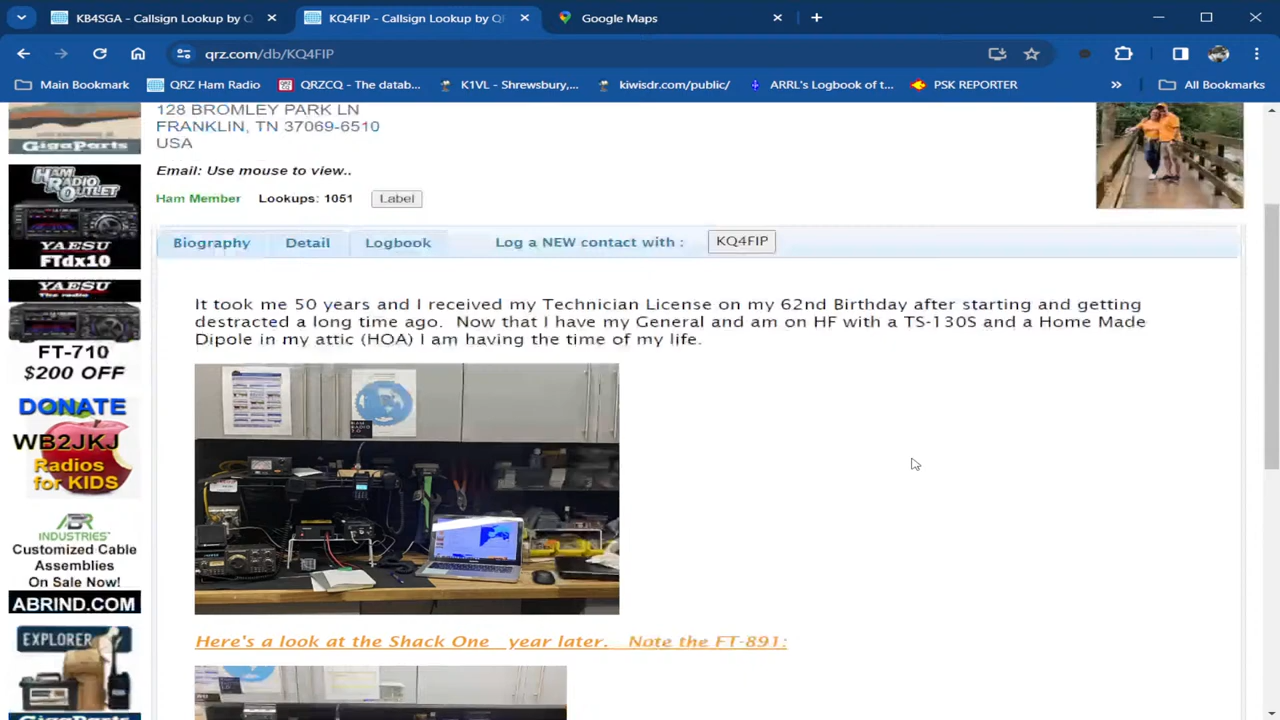 KB4SGA - Callsign Lookup by Q
KQ4FIP - Callsign Lookup by QF
Google Maps
qrz.com/db/KQ4FIP
Main Bookmark
QRZ Ham Radio
QRZCQ - The datab...
K1VL - Shrewsbury,...
kiwisdr.com/public/
ARRL's Logbook of t...
PSK REPORTER
»
All Bookmarks
128 BROMLEY PARK LN
FRANKLIN, TN 37069-6510
USA
Email: Use mouse to view..
Ham Member
Lookups: 1051
Label
Biography
Detail
Logbook
Log a NEW contact with :
KQ4FIP
It took me 50 years and I received my Technician License on my 62nd Birthday after starting and getting
destracted a long time ago. Now that I have my General and am on HF with a TS-130S and a Home Made
Dipole in my attic (HOA) I am having the time of my life.
Here's a look at the Shack One year later. Note the FT-891:
GigaParts
HAM RADIO OUTLET
YAESU
FTdx10
YAESU
The radio
FT-710
$200 OFF
DONATE
WB2JKJ
Radios
for KIDS
ABR
INDUSTRIES
Customized Cable
Assemblies
On Sale Now!
ABRIND.COM
EXPLORER
GigaParts